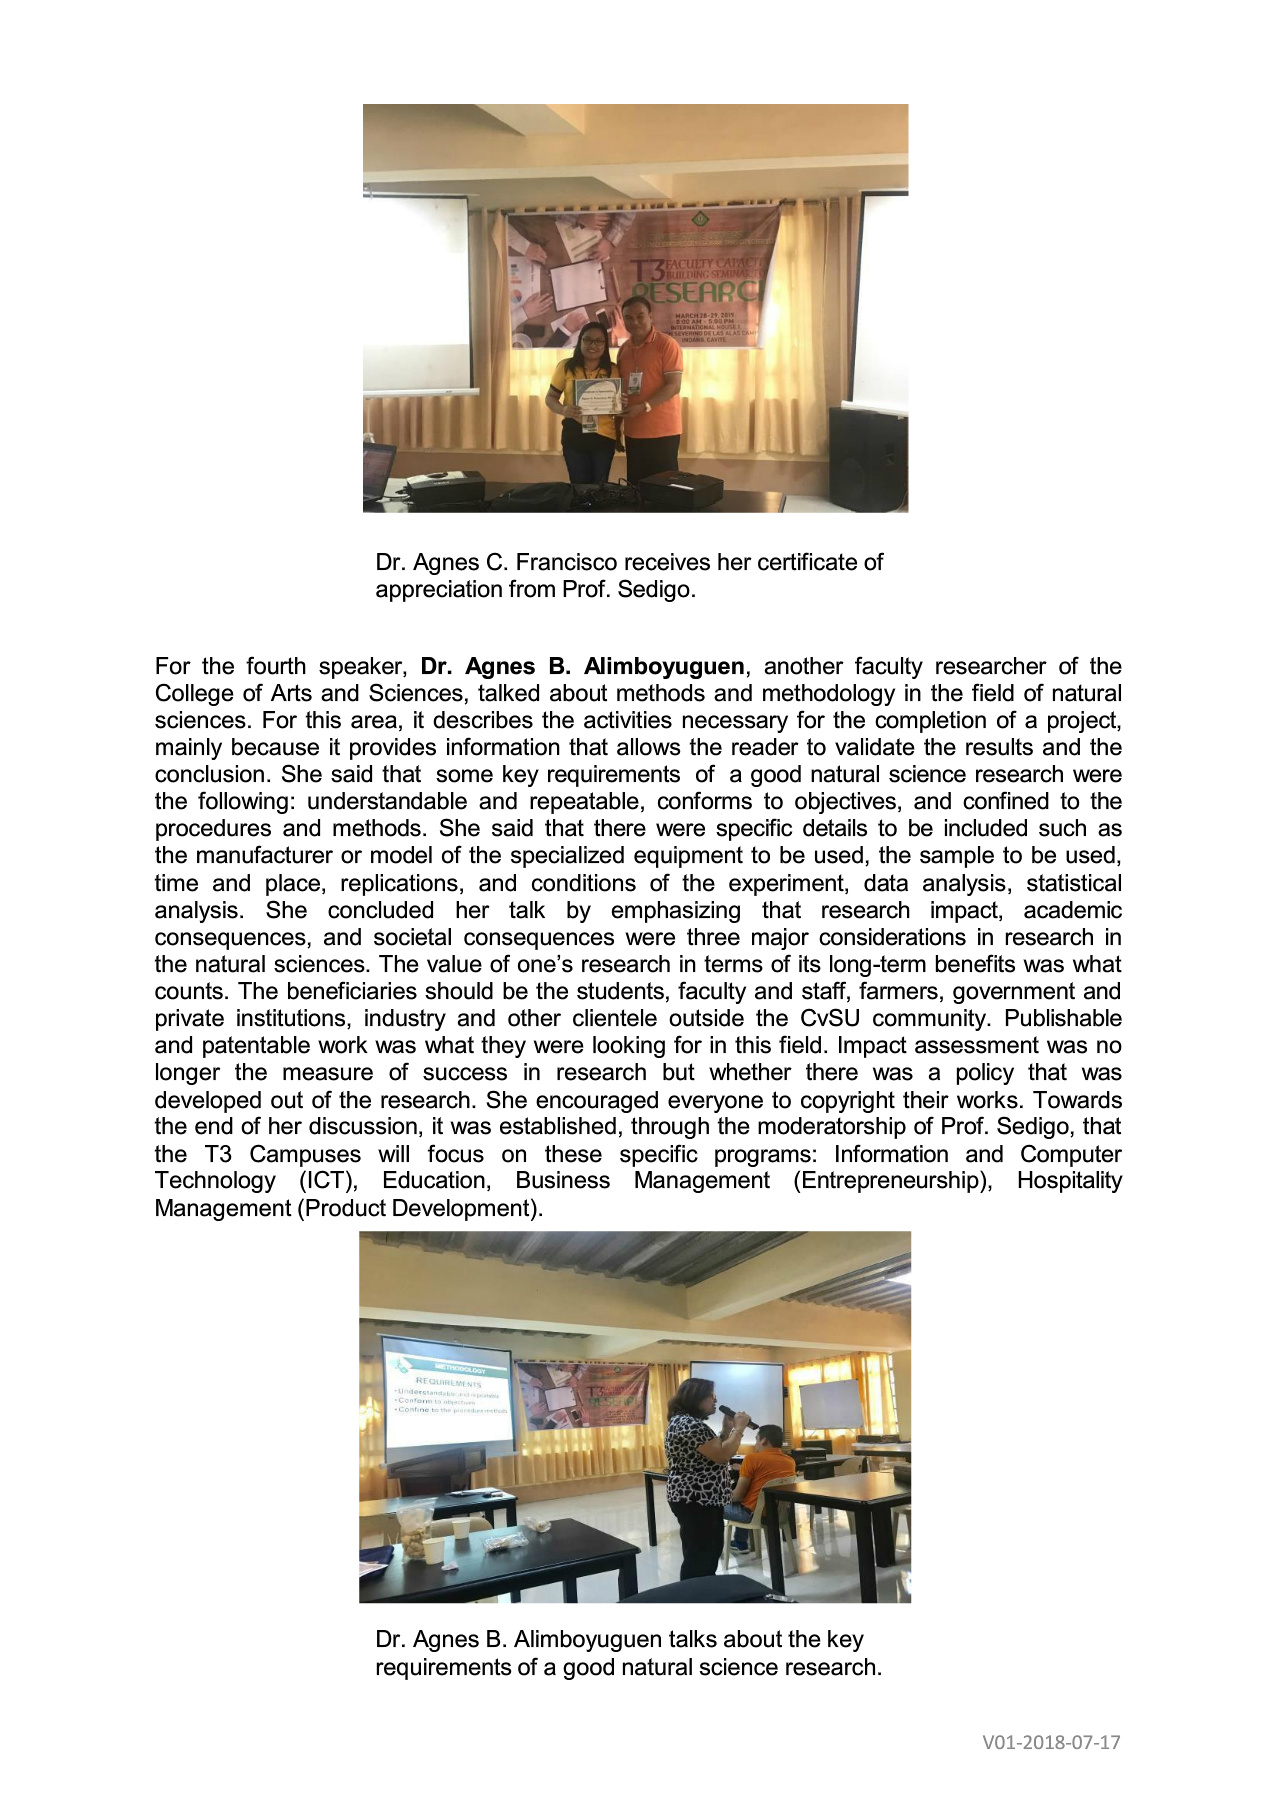 T3 FACULTY CAPACITY
BUILDING SEMINAR
RESEARCH
MARCH 28-29, 2019
8:00 AM - 5:00 PM
INTERNATIONAL HOUSE
SEVERINO DE LAS ALAS CAM
INDANG, CAVITE
Dr. Agnes C. Francisco receives her certificate of
appreciation from Prof. Sedigo.
For the fourth speaker, Dr. Agnes B. Alimboyuguen, another faculty researcher of the
College of Arts and Sciences, talked about methods and methodology in the field of natural
sciences. For this area, it describes the activities necessary for the completion of a project,
mainly because it provides information that allows the reader to validate the results and the
conclusion. She said that some key requirements of a good natural science research were
the following: understandable and repeatable, conforms to objectives, and confined to the
procedures and methods. She said that there were specific details to be included such as
the manufacturer or model of the specialized equipment to be used, the sample to be used,
time and place, replications, and conditions of the experiment, data analysis, statistical
analysis. She concluded her talk by emphasizing that research impact, academic
consequences, and societal consequences were three major considerations in research in
the natural sciences. The value of one’s research in terms of its long-term benefits was what
counts. The beneficiaries should be the students, faculty and staff, farmers, government and
private institutions, industry and other clientele outside the CvSU community. Publishable
and patentable work was what they were looking for in this field. Impact assessment was no
longer the measure of success in research but whether there was a policy that was
developed out of the research. She encouraged everyone to copyright their works. Towards
the end of her discussion, it was established, through the moderatorship of Prof. Sedigo, that
the T3 Campuses will focus on these specific programs: Information and Computer
Technology (ICT), Education, Business Management (Entrepreneurship), Hospitality
Management (Product Development).
METHODOLOGY
REQUIREMENTS
•Understandable and repeatable
•Conform to objectives
•Confine to the procedure/methods
T3
RESEARCH
Dr. Agnes B. Alimboyuguen talks about the key
requirements of a good natural science research.
V01-2018-07-17